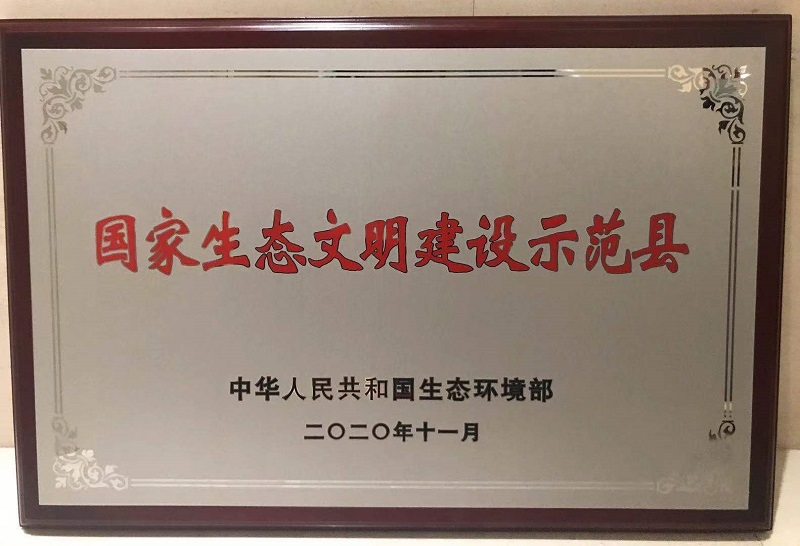 国家生态文明建设示范县
中华人民共和国生态环境部
二〇二〇年十一月